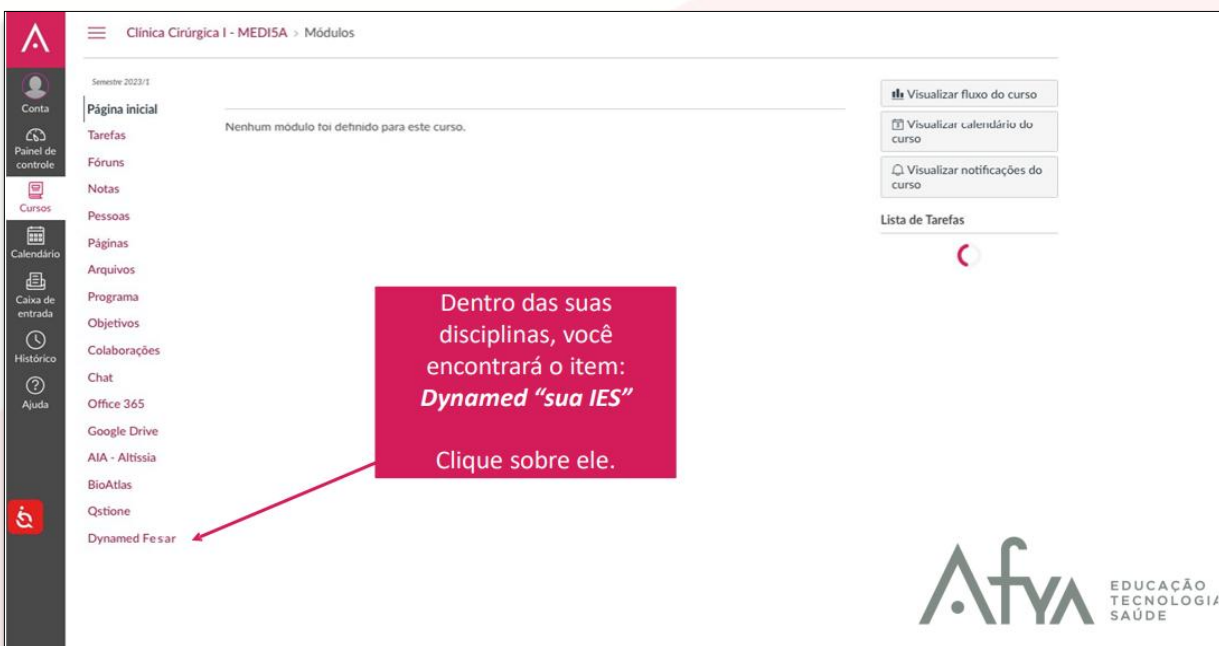 Clínica Cirúrgica I - MEDI5A > Módulos
Conta
Painel de
controle
Cursos
Calendário
Caixa de
entrada
Histórico
Ajuda
Semestre 2023/1
Página inicial
Tarefas
Fóruns
Notas
Pessoas
Páginas
Arquivos
Programa
Objetivos
Colaborações
Chat
Office 365
Google Drive
AIA - Altissia
BioAtlas
Qstione
Dynamed Fesar
Nenhum módulo foi definido para este curso.
Dentro das suas
disciplinas, você
encontrará o item:
Dynamed “sua IES”
Clique sobre ele.
Visualizar fluxo do curso
Visualizar calendário do
curso
Visualizar notificações do
curso
Lista de Tarefas
Afya
EDUCAÇÃO
TECNOLOGIA
SAÚDE